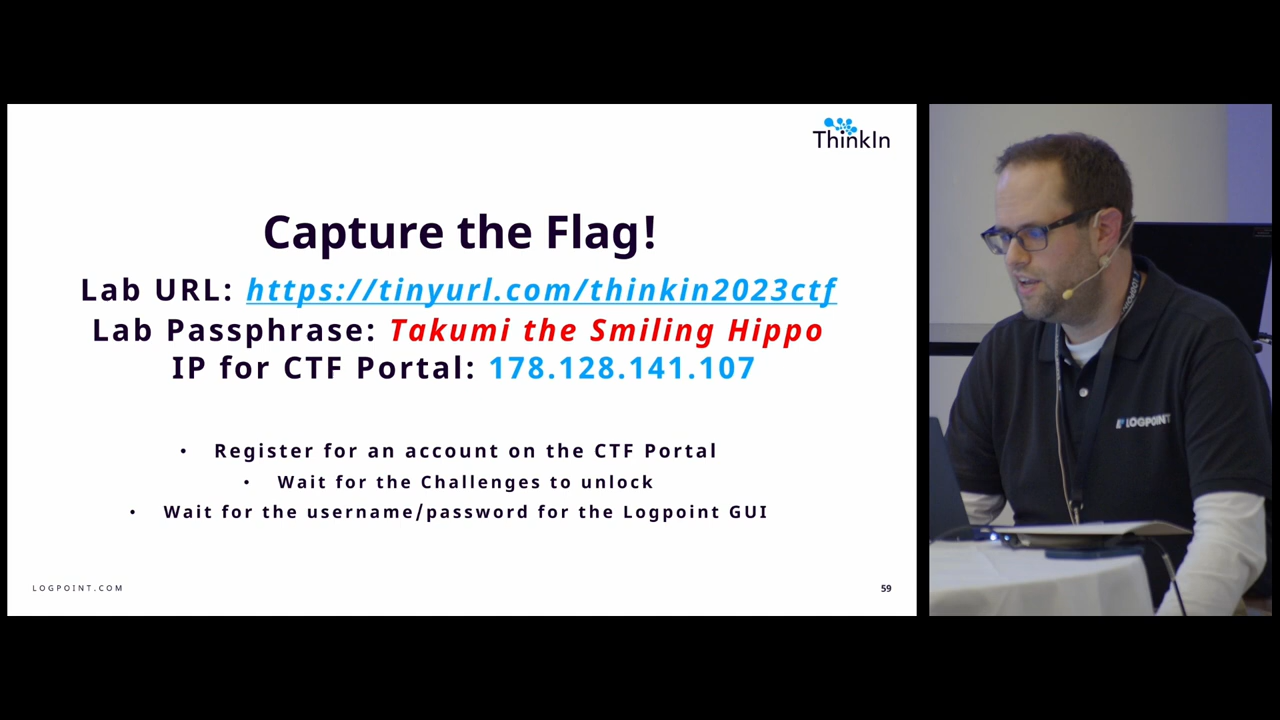 ThinkIn
Capture the Flag!
Lab URL: https://tinyurl.com/thinkin2023ctf
Lab Passphrase: Takumi the Smiling Hippo
IP for CTF Portal: 178.128.141.107
• Register for an account on the CTF Portal
• Wait for the Challenges to unlock
• Wait for the username/password for the Logpoint GUI
LOGPOINT.COM
59
LOGPOINT